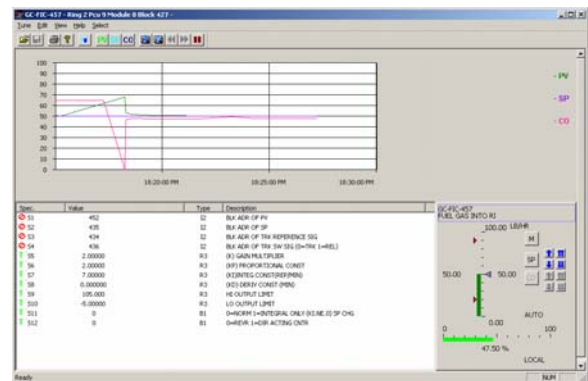 GC-FIC-457 - Ring 2 Pcu 9 Module 8 Block 427 -
Tune Edit View Help Select
PV SP CO
100
90
80
70
60
50
40
30
20
10
0
- PV
- SP
- CO
18:20:00 PM 18:25:00 PM 18:30:00 PM
Spec. Value Type Description
S1 452 I2 BLK ADR OF PV
S2 435 I2 BLK ADR OF SP
S3 434 I2 BLK ADR OF TRK REFERENCE SIG
S4 436 I2 BLK ADR OF TRK SW SIG (0=TRK 1=REL)
S5 2.00000 R3 (K) GAIN MULTIPLIER
S6 2.00000 R3 (KP) PROPORTIONAL CONST
S7 7.00000 R3 (KI)INTEG CONST(REP/MIN)
S8 0.000000 R3 (KD) DERIV CONST (MIN)
S9 105.000 R3 HI OUTPUT LIMIT
S10 -5.00000 R3 LO OUTPUT LIMIT
S11 0 B1 0=NORM 1=INTEGRAL ONLY (KI.NE.0) SP CHG
S12 0 B1 0=REVR 1=DIR ACTING CNTR
GC-FIC-457
FUEL GAS INTO RI
100.00 LB/HR
M
SP
50.00 50.00
CO
AUTO
0.00
0 100
47.50 %
LOCAL
Ready NUM